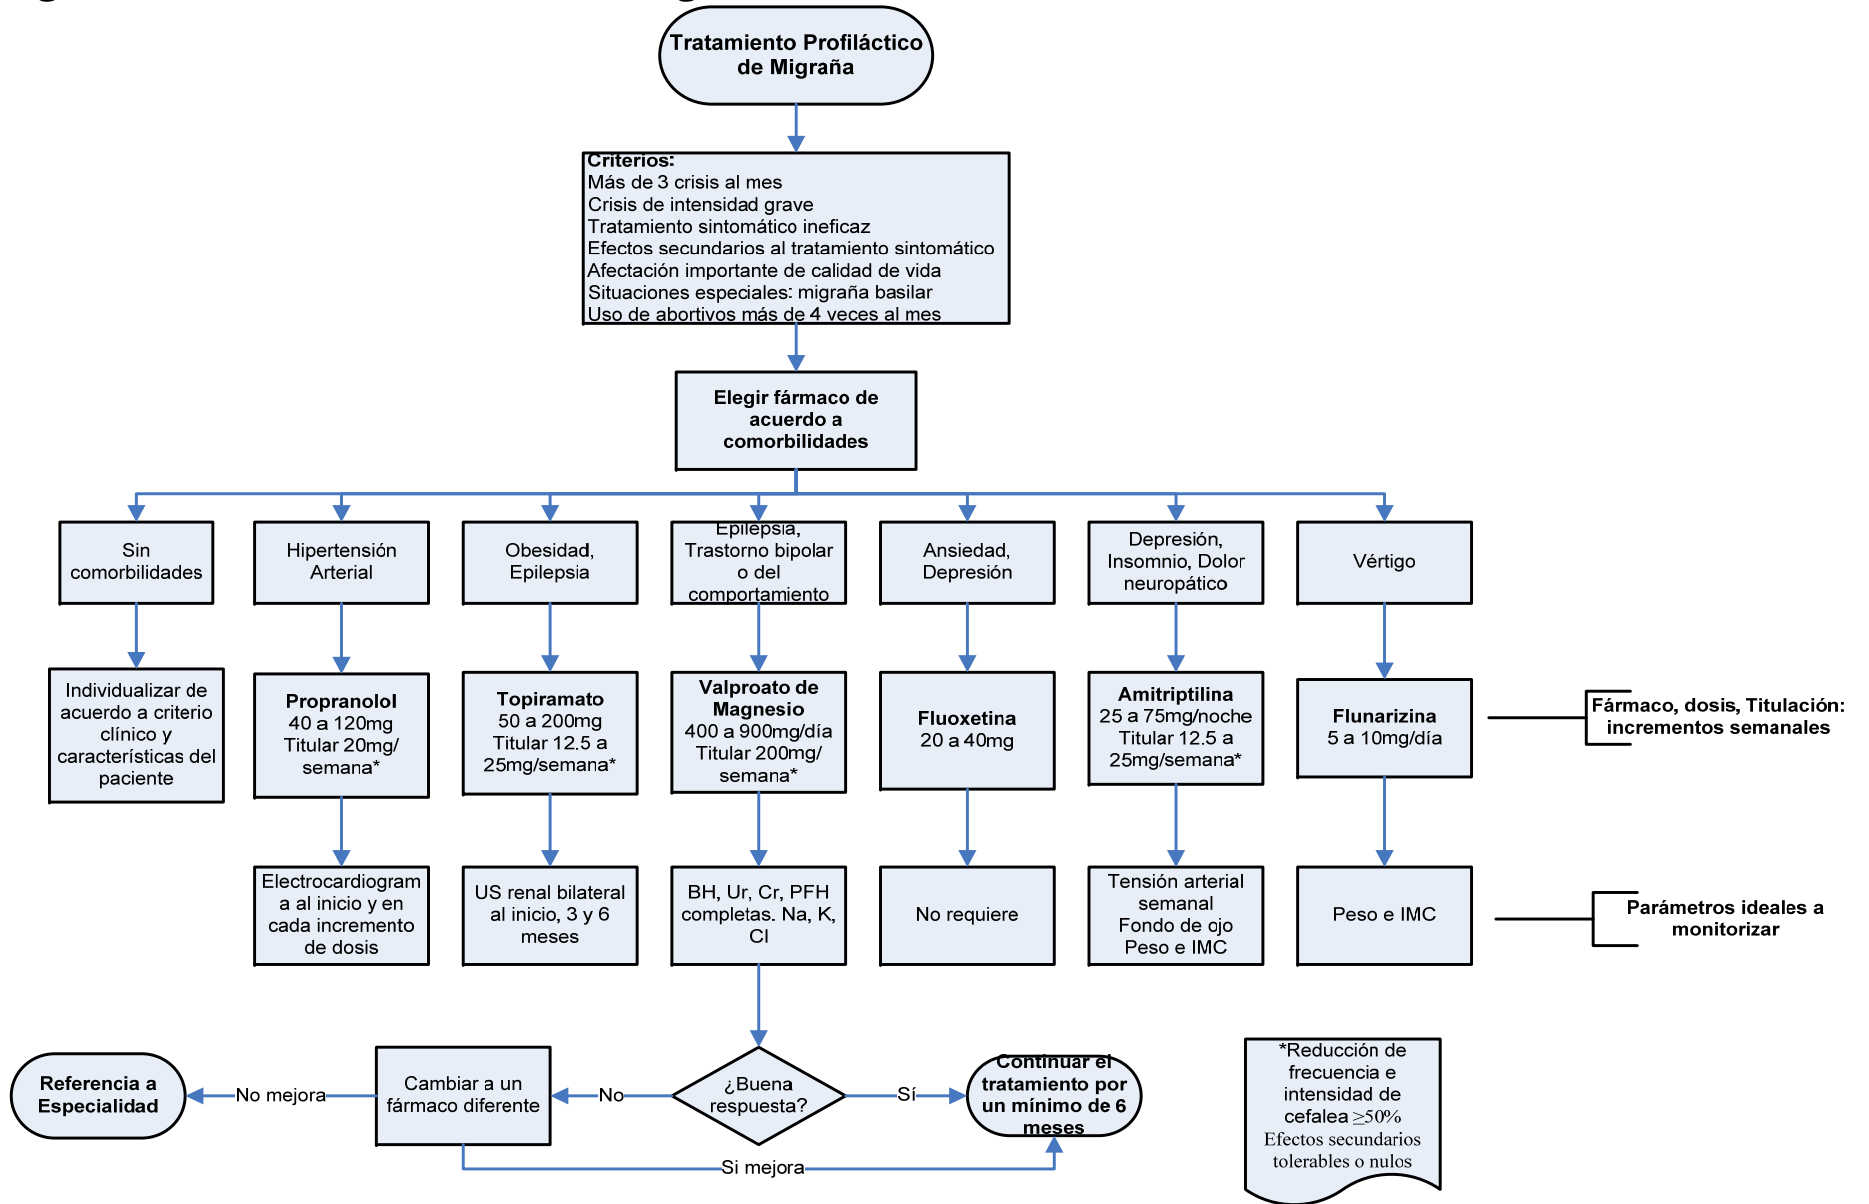 Tratamiento Profiláctico
de Migraña
Criterios:
Más de 3 crisis al mes
Crisis de intensidad grave
Tratamiento sintomático ineficaz
Efectos secundarios al tratamiento sintomático
Afectación importante de calidad de vida
Situaciones especiales: migraña basilar
Uso de abortivos más de 4 veces al mes
Elegir fármaco de
acuerdo a
comorbilidades
Sin
comorbilidades
Hipertensión
Arterial
Obesidad,
Epilepsia
Epilepsia,
Trastorno bipolar
o del
comportamiento
Ansiedad,
Depresión
Depresión,
Insomnio, Dolor
neuropático
Vértigo
Individualizar de
acuerdo a criterio
clínico y
características del
paciente
Propranolol
40 a 120mg
Titular 20mg/
semana*
Topiramato
50 a 200mg
Titular 12.5 a
25mg/semana*
Valproato de
Magnesio
400 a 900mg/día
Titular 200mg/
semana*
Fluoxetina
20 a 40mg
Amitriptilina
25 a 75mg/noche
Titular 12.5 a
25mg/semana*
Flunarizina
5 a 10mg/día
Fármaco, dosis, Titulación:
incrementos semanales
Electrocardiogram
a al inicio y en
cada incremento
de dosis
US renal bilateral
al inicio, 3 y 6
meses
BH, Ur, Cr, PFH
completas. Na, K,
Cl
No requiere
Tensión arterial
semanal
Fondo de ojo
Peso e IMC
Peso e IMC
Parámetros ideales a
monitorizar
Referencia a
Especialidad
No mejora
Cambiar a un
fármaco diferente
No
¿Buena
respuesta?
Sí
Continuar el
tratamiento por
un mínimo de 6
meses
Si mejora
*Reducción de
frecuencia e
intensidad de
cefalea ≥50%
Efectos secundarios
tolerables o nulos